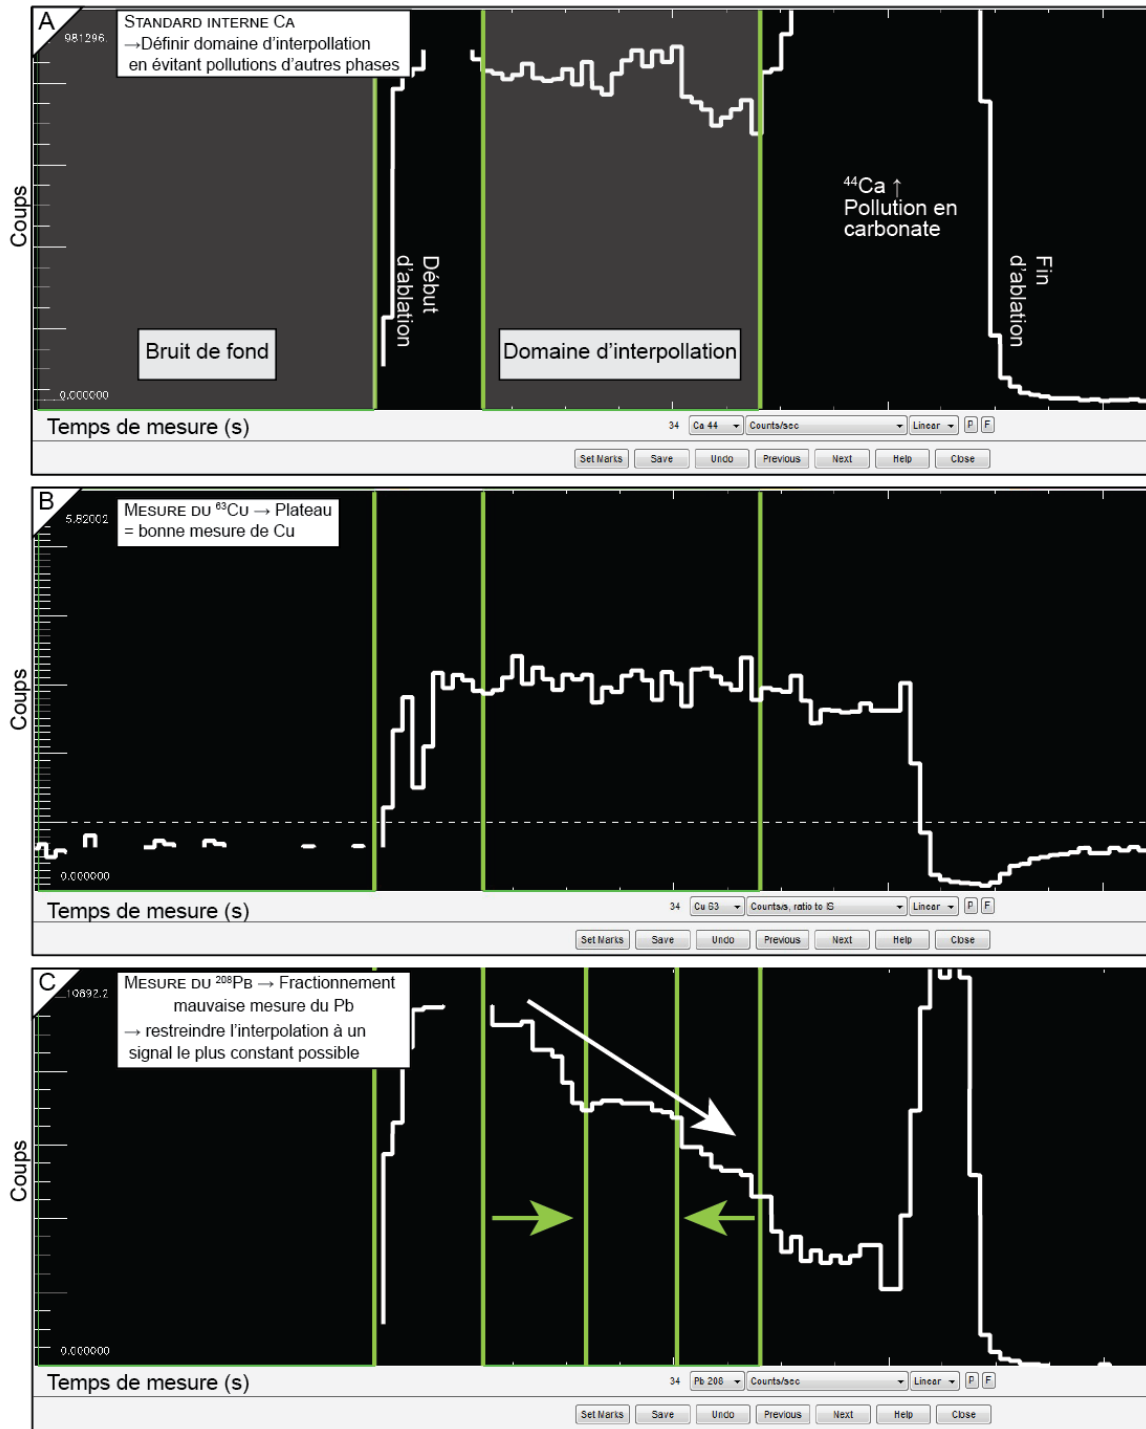 A
STANDARD INTERNE CA
→Définir domaine d'interpollation
en évitant pollutions d'autres phases
981296.
Coups
Début
d'ablation
44Ca ↑
Pollution en
carbonate
Fin
d'ablation
Bruit de fond
Domaine d'interpollation
0.000000
Temps de mesure (s)
34 Ca 44 Counts/sec Linear P F
Set Marks Save Undo Previous Next Help Close
B
MESURE DU 63CU → Plateau
= bonne mesure de Cu
5.82002
Coups
0.000000
Temps de mesure (s)
34 Cu 63 Counts/s, ratio to IS Linear P F
Set Marks Save Undo Previous Next Help Close
C
MESURE DU 208PB → Fractionnement
mauvaise mesure du Pb
→ restreindre l'interpolation à un
signal le plus constant possible
Coups
0.000000
Temps de mesure (s)
34 Pb 208 Counts/sec Linear P F
Set Marks Save Undo Previous Next Help Close